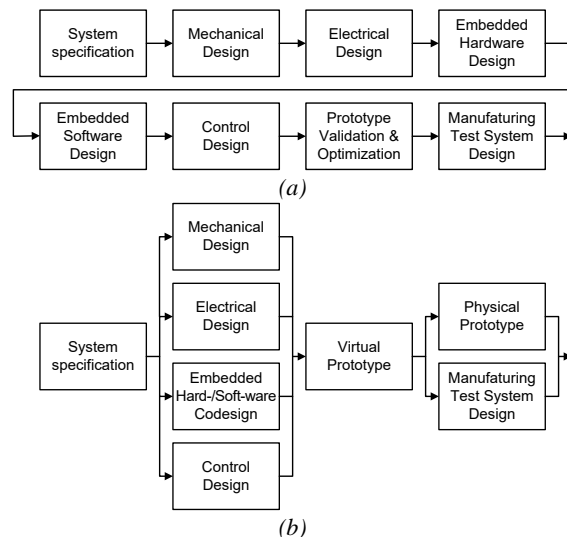 System
specification
Mechanical
Design
Electrical
Design
Embedded
Hardware
Design
Embedded
Software
Design
Control
Design
Prototype
Validation &
Optimization
Manufaturing
Test System
Design
(a)
System
specification
Mechanical
Design
Electrical
Design
Embedded
Hard-/Soft-ware
Codesign
Control
Design
Virtual
Prototype
Physical
Prototype
Manufaturing
Test System
Design
(b)